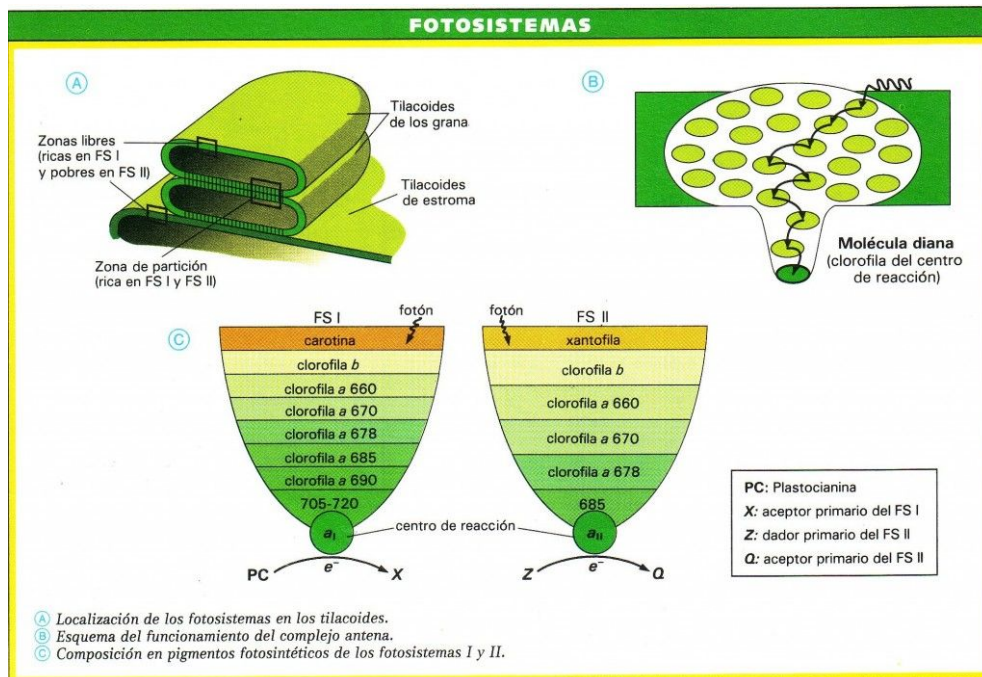 FOTOSISTEMAS
A
Zonas libres
(ricas en FS I
y pobres en FS II)
Tilacoides
de los grana
Tilacoides
de estroma
Zona de partición
(rica en FS I y FS II)
B
Molécula diana
(clorofila del centro
de reacción)
C
FS I
fotón
carotina
clorofila b
clorofila a 660
clorofila a 670
clorofila a 678
clorofila a 685
clorofila a 690
705-720
aI
PC
e⁻
X
centro de reacción
fotón
FS II
xantofila
clorofila b
clorofila a 660
clorofila a 670
clorofila a 678
685
aII
Z
e⁻
Q
PC: Plastocianina
X: aceptor primario del FS I
Z: dador primario del FS II
Q: aceptor primario del FS II
A Localización de los fotosistemas en los tilacoides.
B Esquema del funcionamiento del complejo antena.
C Composición en pigmentos fotosintéticos de los fotosistemas I y II.